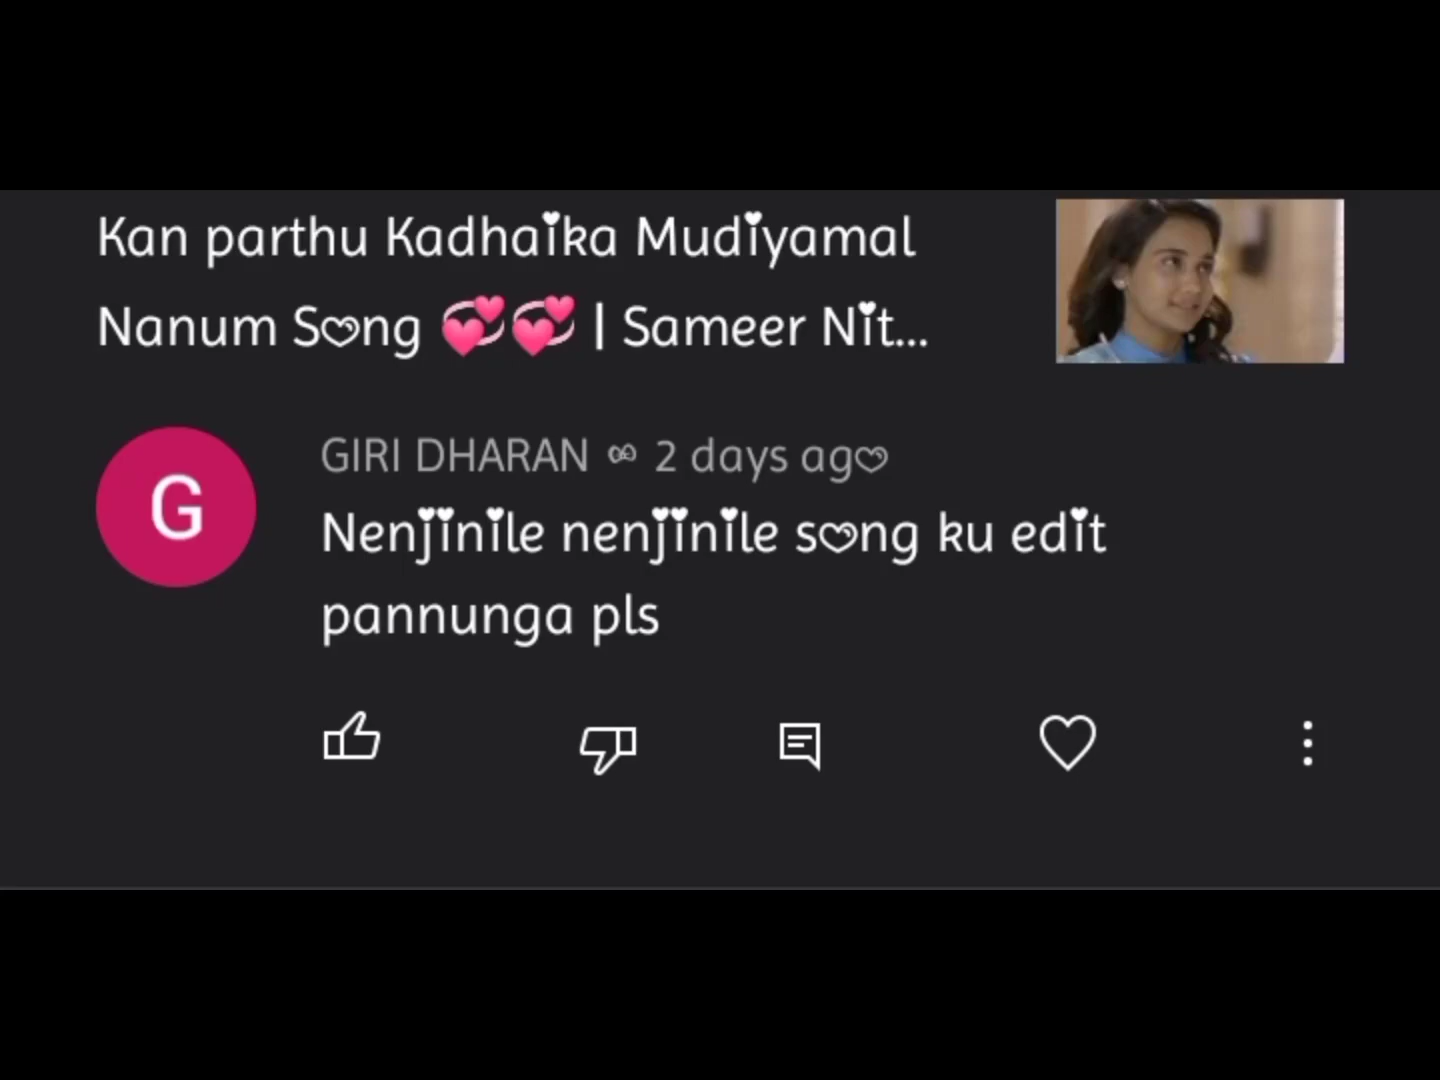 Kan parthu Kadhaika Mudiyamal
Nanum Song 💞💞 | Sameer Nit...
G
GIRI DHARAN ∞ 2 days ago
Nenjinile nenjinile song ku edit
pannunga pls